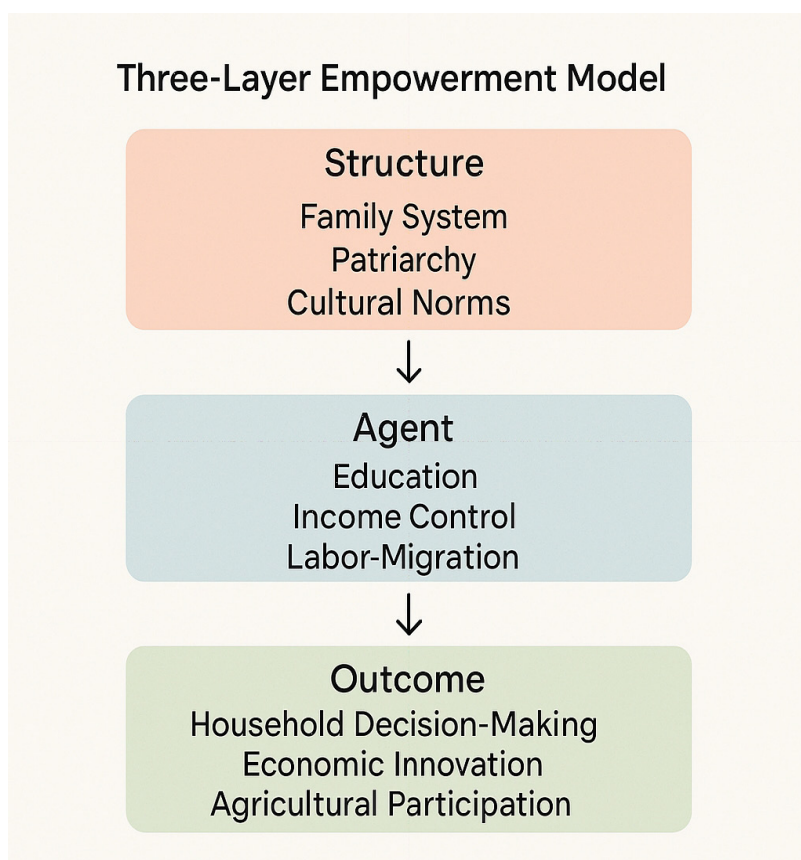 Three-Layer Empowerment Model
Structure
Family System
Patriarchy
Cultural Norms
Agent
Education
Income Control
Labor-Migration
Outcome
Household Decision-Making
Economic Innovation
Agricultural Participation